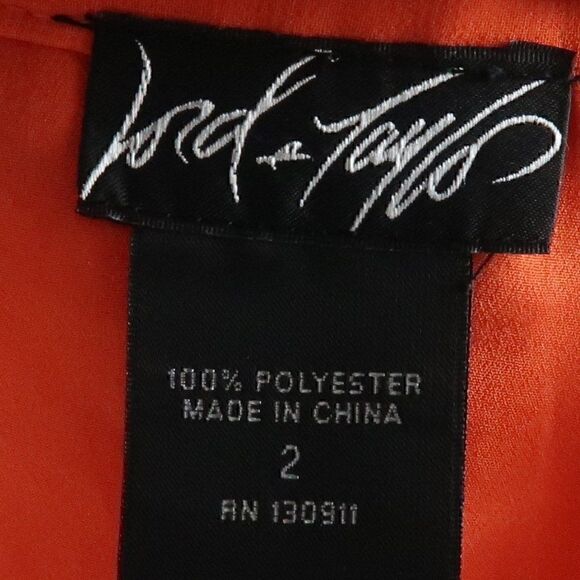 Lord & Taylor
100% POLYESTER
MADE IN CHINA
2
RN 130911